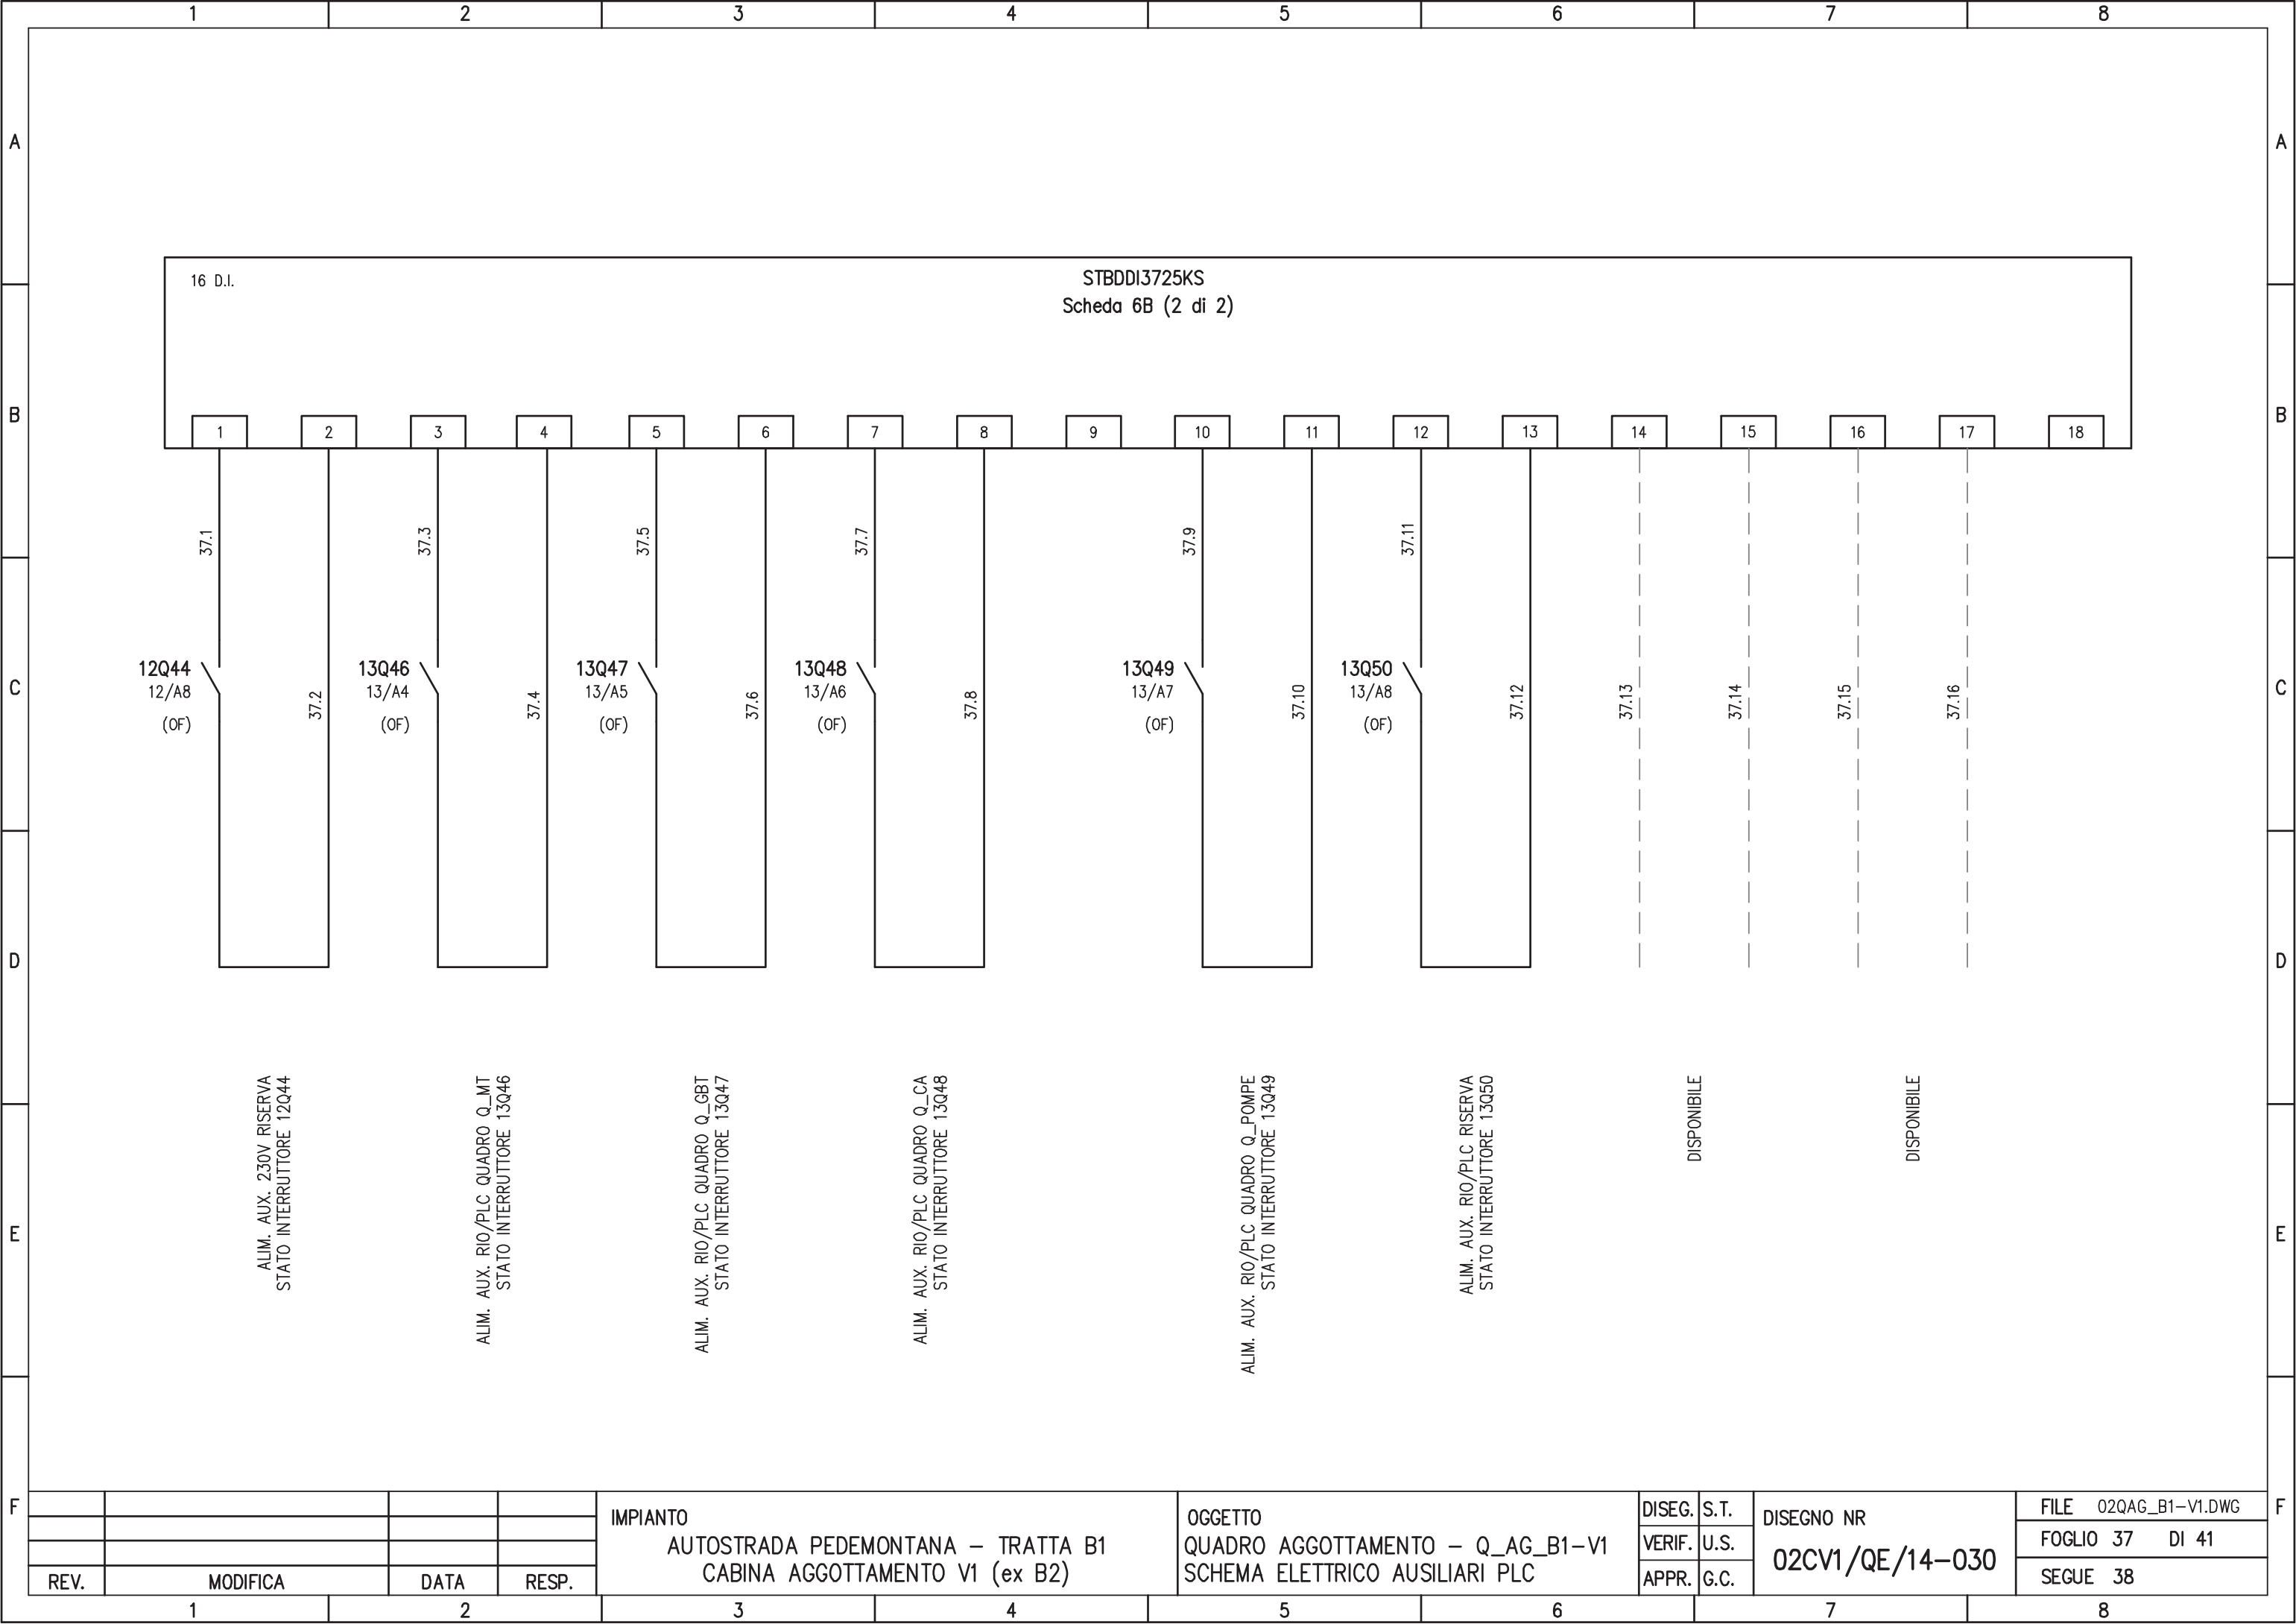 1 2 3 4 5 6 7 8
A A
16 D.I.
STBDDI3725KS
Scheda 6B (2 di 2)
B B
1 2 3 4 5 6 7 8 9 10 11 12 13 14 15 16 17 18
37.1 37.3 37.5 37.7 37.9 37.11
12Q44 13Q46 13Q47 13Q48 13Q49 13Q50
12/A8 13/A4 13/A5 13/A6 13/A7 13/A8
(OF) (OF) (OF) (OF) (OF) (OF)
C C
37.2 37.4 37.6 37.8 37.10 37.12 37.13 37.14 37.15 37.16
D D
ALIM. AUX. 230V RISERVA
STATO INTERRUTTORE 12Q44
ALIM. AUX. RIO/PLC QUADRO Q_MT
STATO INTERRUTTORE 13Q46
ALIM. AUX. RIO/PLC QUADRO Q_GBT
STATO INTERRUTTORE 13Q47
ALIM. AUX. RIO/PLC QUADRO Q_CA
STATO INTERRUTTORE 13Q48
ALIM. AUX. RIO/PLC QUADRO Q_POMPE
STATO INTERRUTTORE 13Q49
ALIM. AUX. RIO/PLC RISERVA
STATO INTERRUTTORE 13Q50
DISPONIBILE
DISPONIBILE
E E
F F
REV. MODIFICA DATA RESP.
IMPIANTO
AUTOSTRADA PEDEMONTANA – TRATTA B1
CABINA AGGOTTAMENTO V1 (ex B2)
OGGETTO
QUADRO AGGOTTAMENTO – Q_AG_B1–V1
SCHEMA ELETTRICO AUSILIARI PLC
DISEG. S.T.
VERIF. U.S.
APPR. G.C.
DISEGNO NR
02CV1/QE/14–030
FILE 02QAG_B1–V1.DWG
FOGLIO 37 DI 41
SEGUE 38
1 2 3 4 5 6 7 8